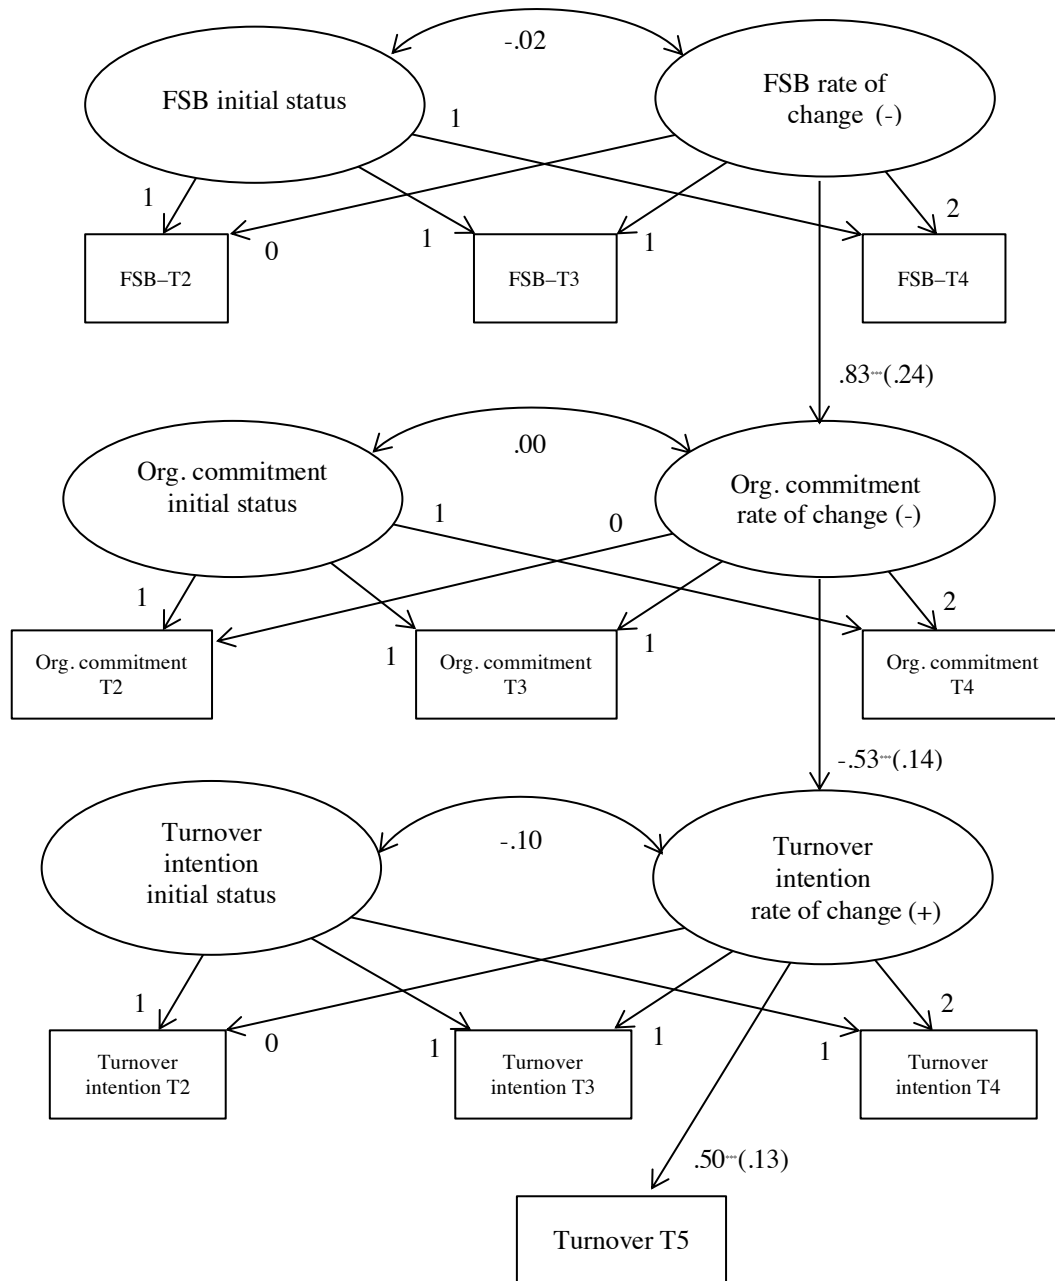 -.02
FSB initial status
FSB rate of
change (-)
1
1
0
1
1
2
FSB–T2
FSB–T3
FSB–T4
.83***(.24)
.00
Org. commitment
initial status
Org. commitment
rate of change (-)
1
0
1
1
1
2
Org. commitment
T2
Org. commitment
T3
Org. commitment
T4
-.53***(.14)
-.10
Turnover
intention
initial status
Turnover
intention
rate of change (+)
1
0
1
1
1
2
Turnover
intention T2
Turnover
intention T3
Turnover
intention T4
.50***(.13)
Turnover T5